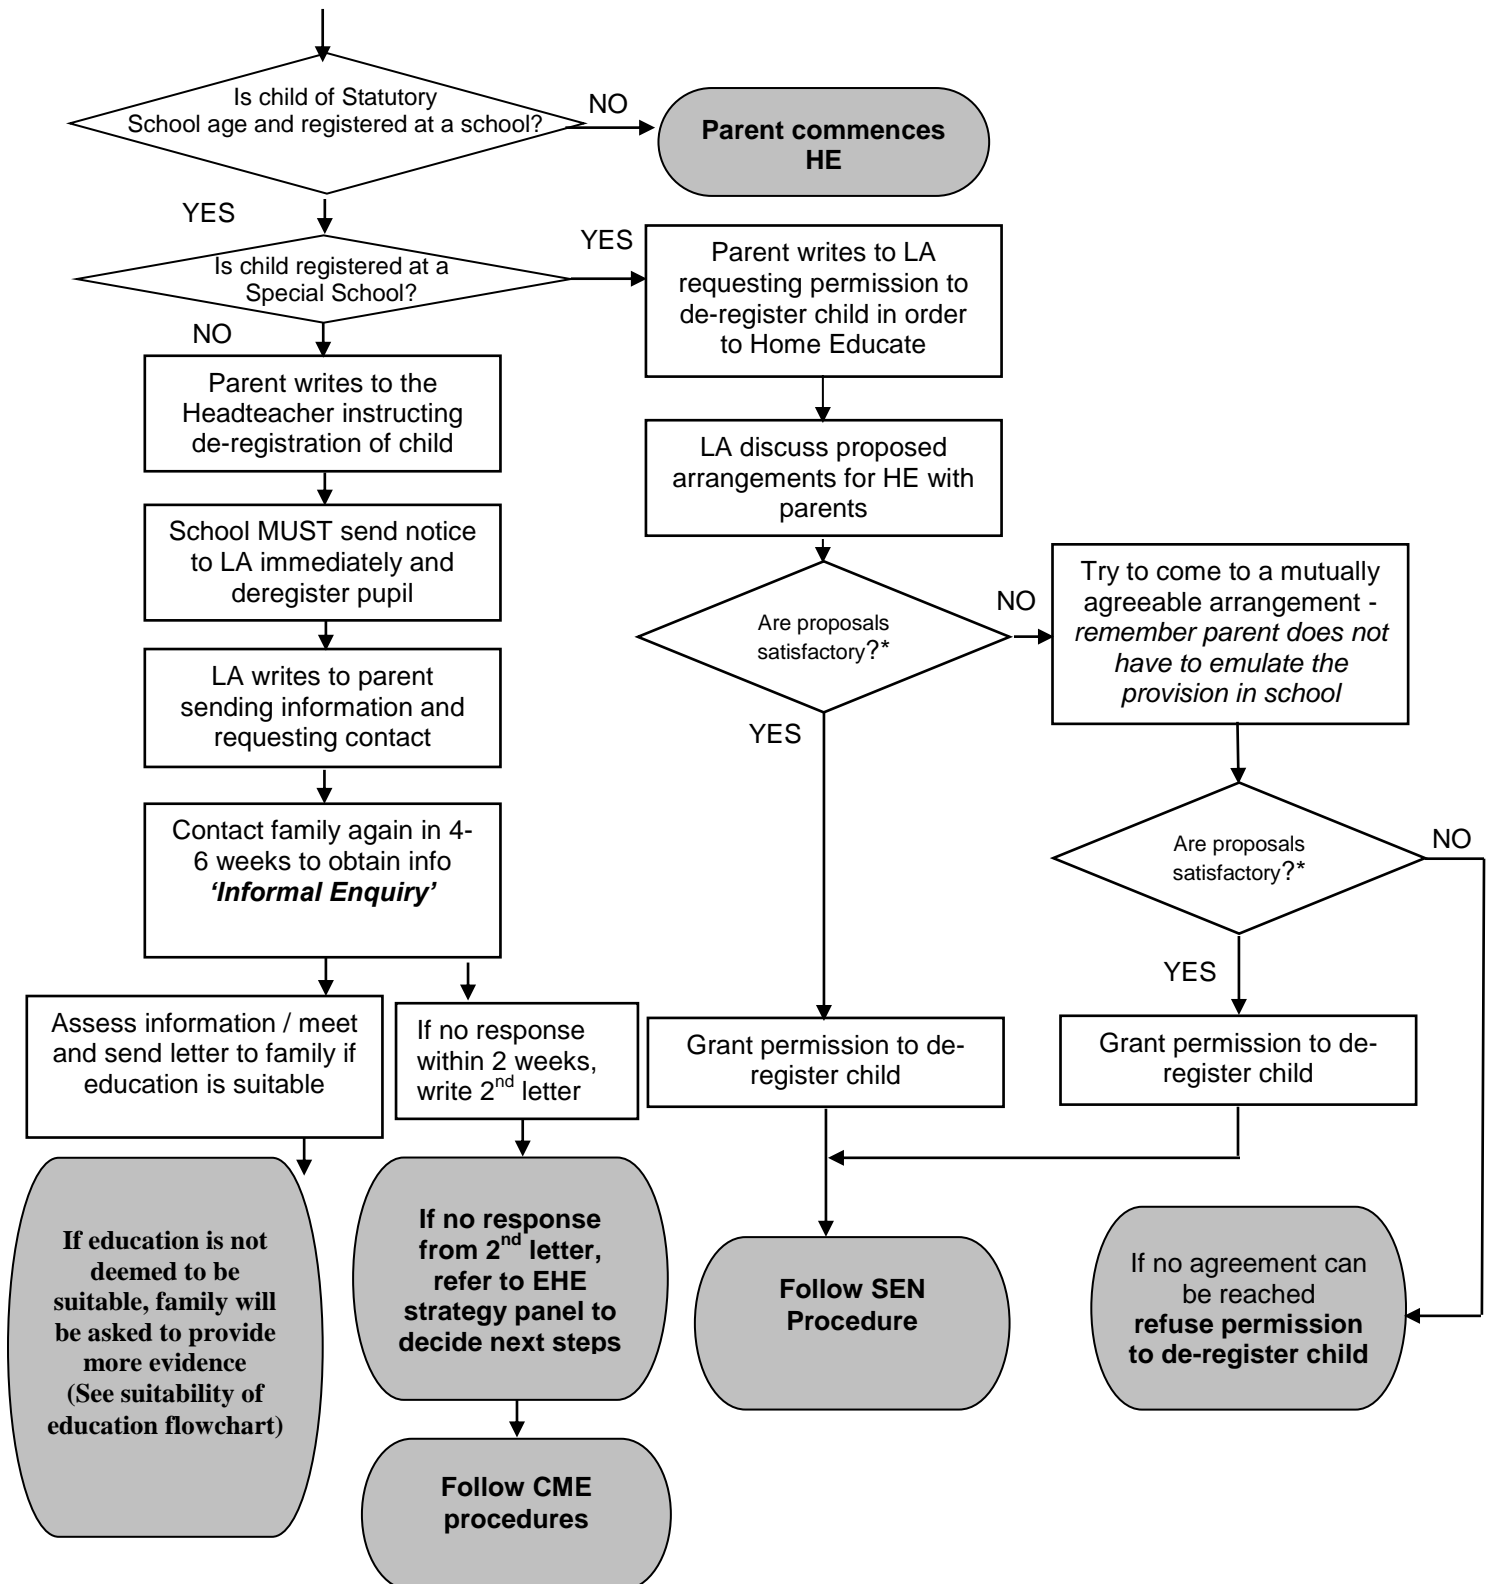 Is child of Statutory
School age and registered at a school?
NO
Parent commences
HE
YES
Is child registered at a
Special School?
YES
Parent writes to LA
requesting permission to
de-register child in order
to Home Educate
NO
Parent writes to the
Headteacher instructing
de-registration of child
LA discuss proposed
arrangements for HE with
parents
School MUST send notice
to LA immediately and
deregister pupil
Are proposals
satisfactory?*
NO
Try to come to a mutually
agreeable arrangement -
remember parent does not
have to emulate the
provision in school
LA writes to parent
sending information and
requesting contact
YES
Contact family again in 4-
6 weeks to obtain info
‘Informal Enquiry’
Are proposals
satisfactory?*
NO
YES
Assess information / meet
and send letter to family if
education is suitable
If no response
within 2 weeks,
write 2nd letter
Grant permission to de-
register child
Grant permission to de-
register child
If education is not
deemed to be
suitable, family will
be asked to provide
more evidence
(See suitability of
education flowchart)
If no response
from 2nd letter,
refer to EHE
strategy panel to
decide next steps
Follow SEN
Procedure
If no agreement can
be reached
refuse permission
to de-register child
Follow CME
procedures